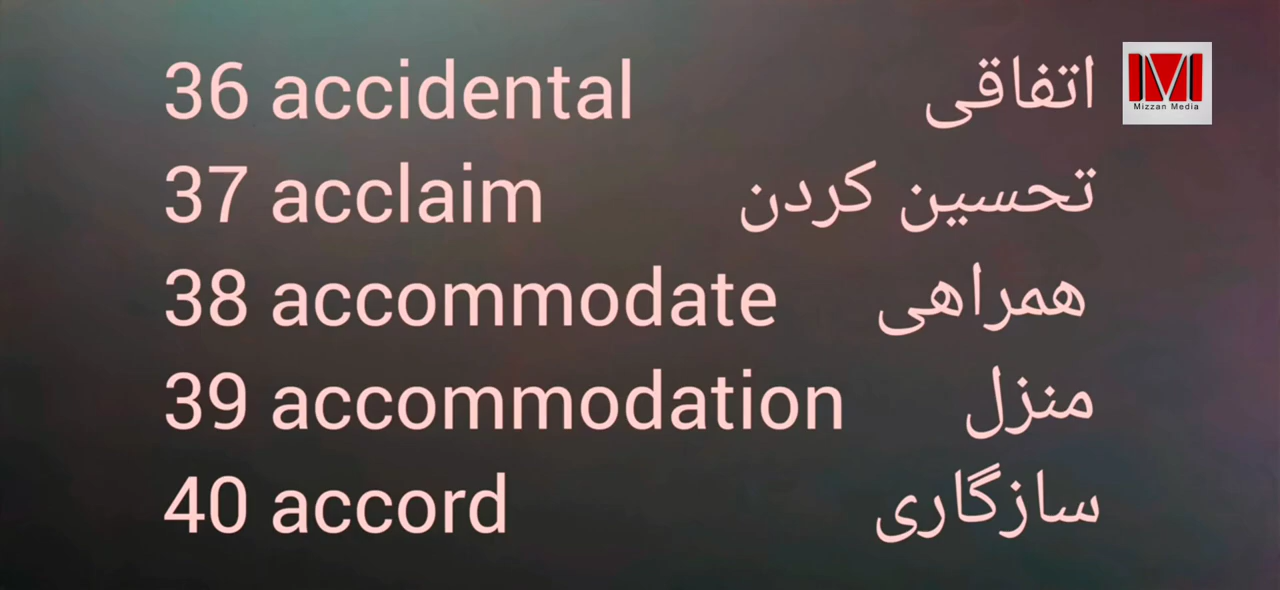 36 accidental اتفاقی
37 acclaim تحسین کردن
38 accommodate همراهی
39 accommodation منزل
40 accord سازگاری
Mizzan Media